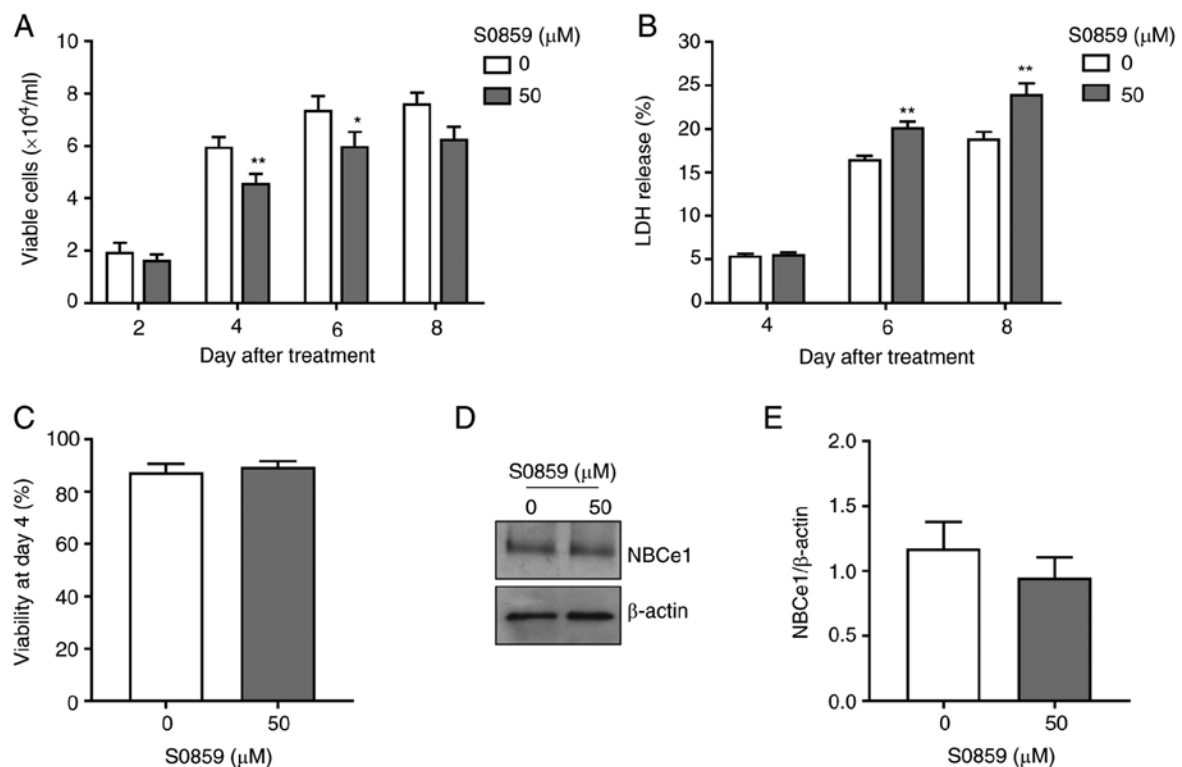 A
S0859 (μM)
0
50
Viable cells (×10⁴/ml)
10
8
6
4
2
0
**
*
2 4 6 8
Day after treatment
B
S0859 (μM)
0
50
LDH release (%)
30
25
20
15
10
5
0
**
**
4 6 8
Day after treatment
C
Viability at day 4 (%)
100
80
60
40
20
0
0 50
S0859 (μM)
D
S0859 (μM)
0 50
NBCe1
β-actin
E
NBCe1/β-actin
2.0
1.5
1.0
0.5
0.0
0 50
S0859 (μM)